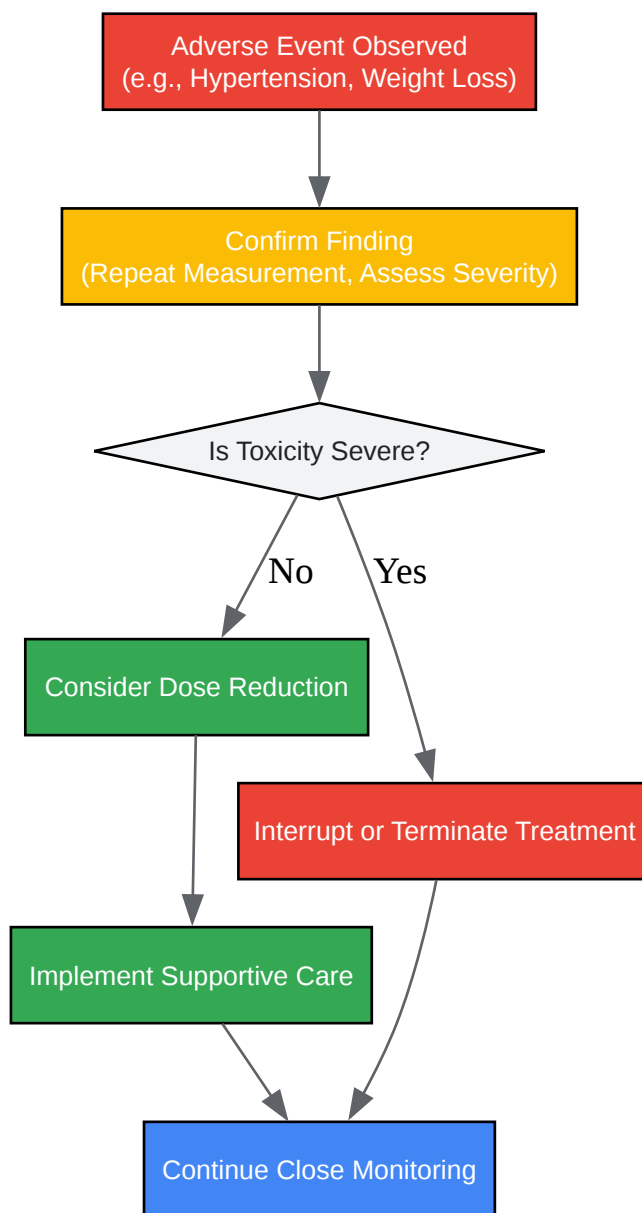 Adverse Event Observed
(e.g., Hypertension, Weight Loss)
Confirm Finding
(Repeat Measurement, Assess Severity)
Is Toxicity Severe?
No
Yes
Consider Dose Reduction
Interrupt or Terminate Treatment
Implement Supportive Care
Continue Close Monitoring